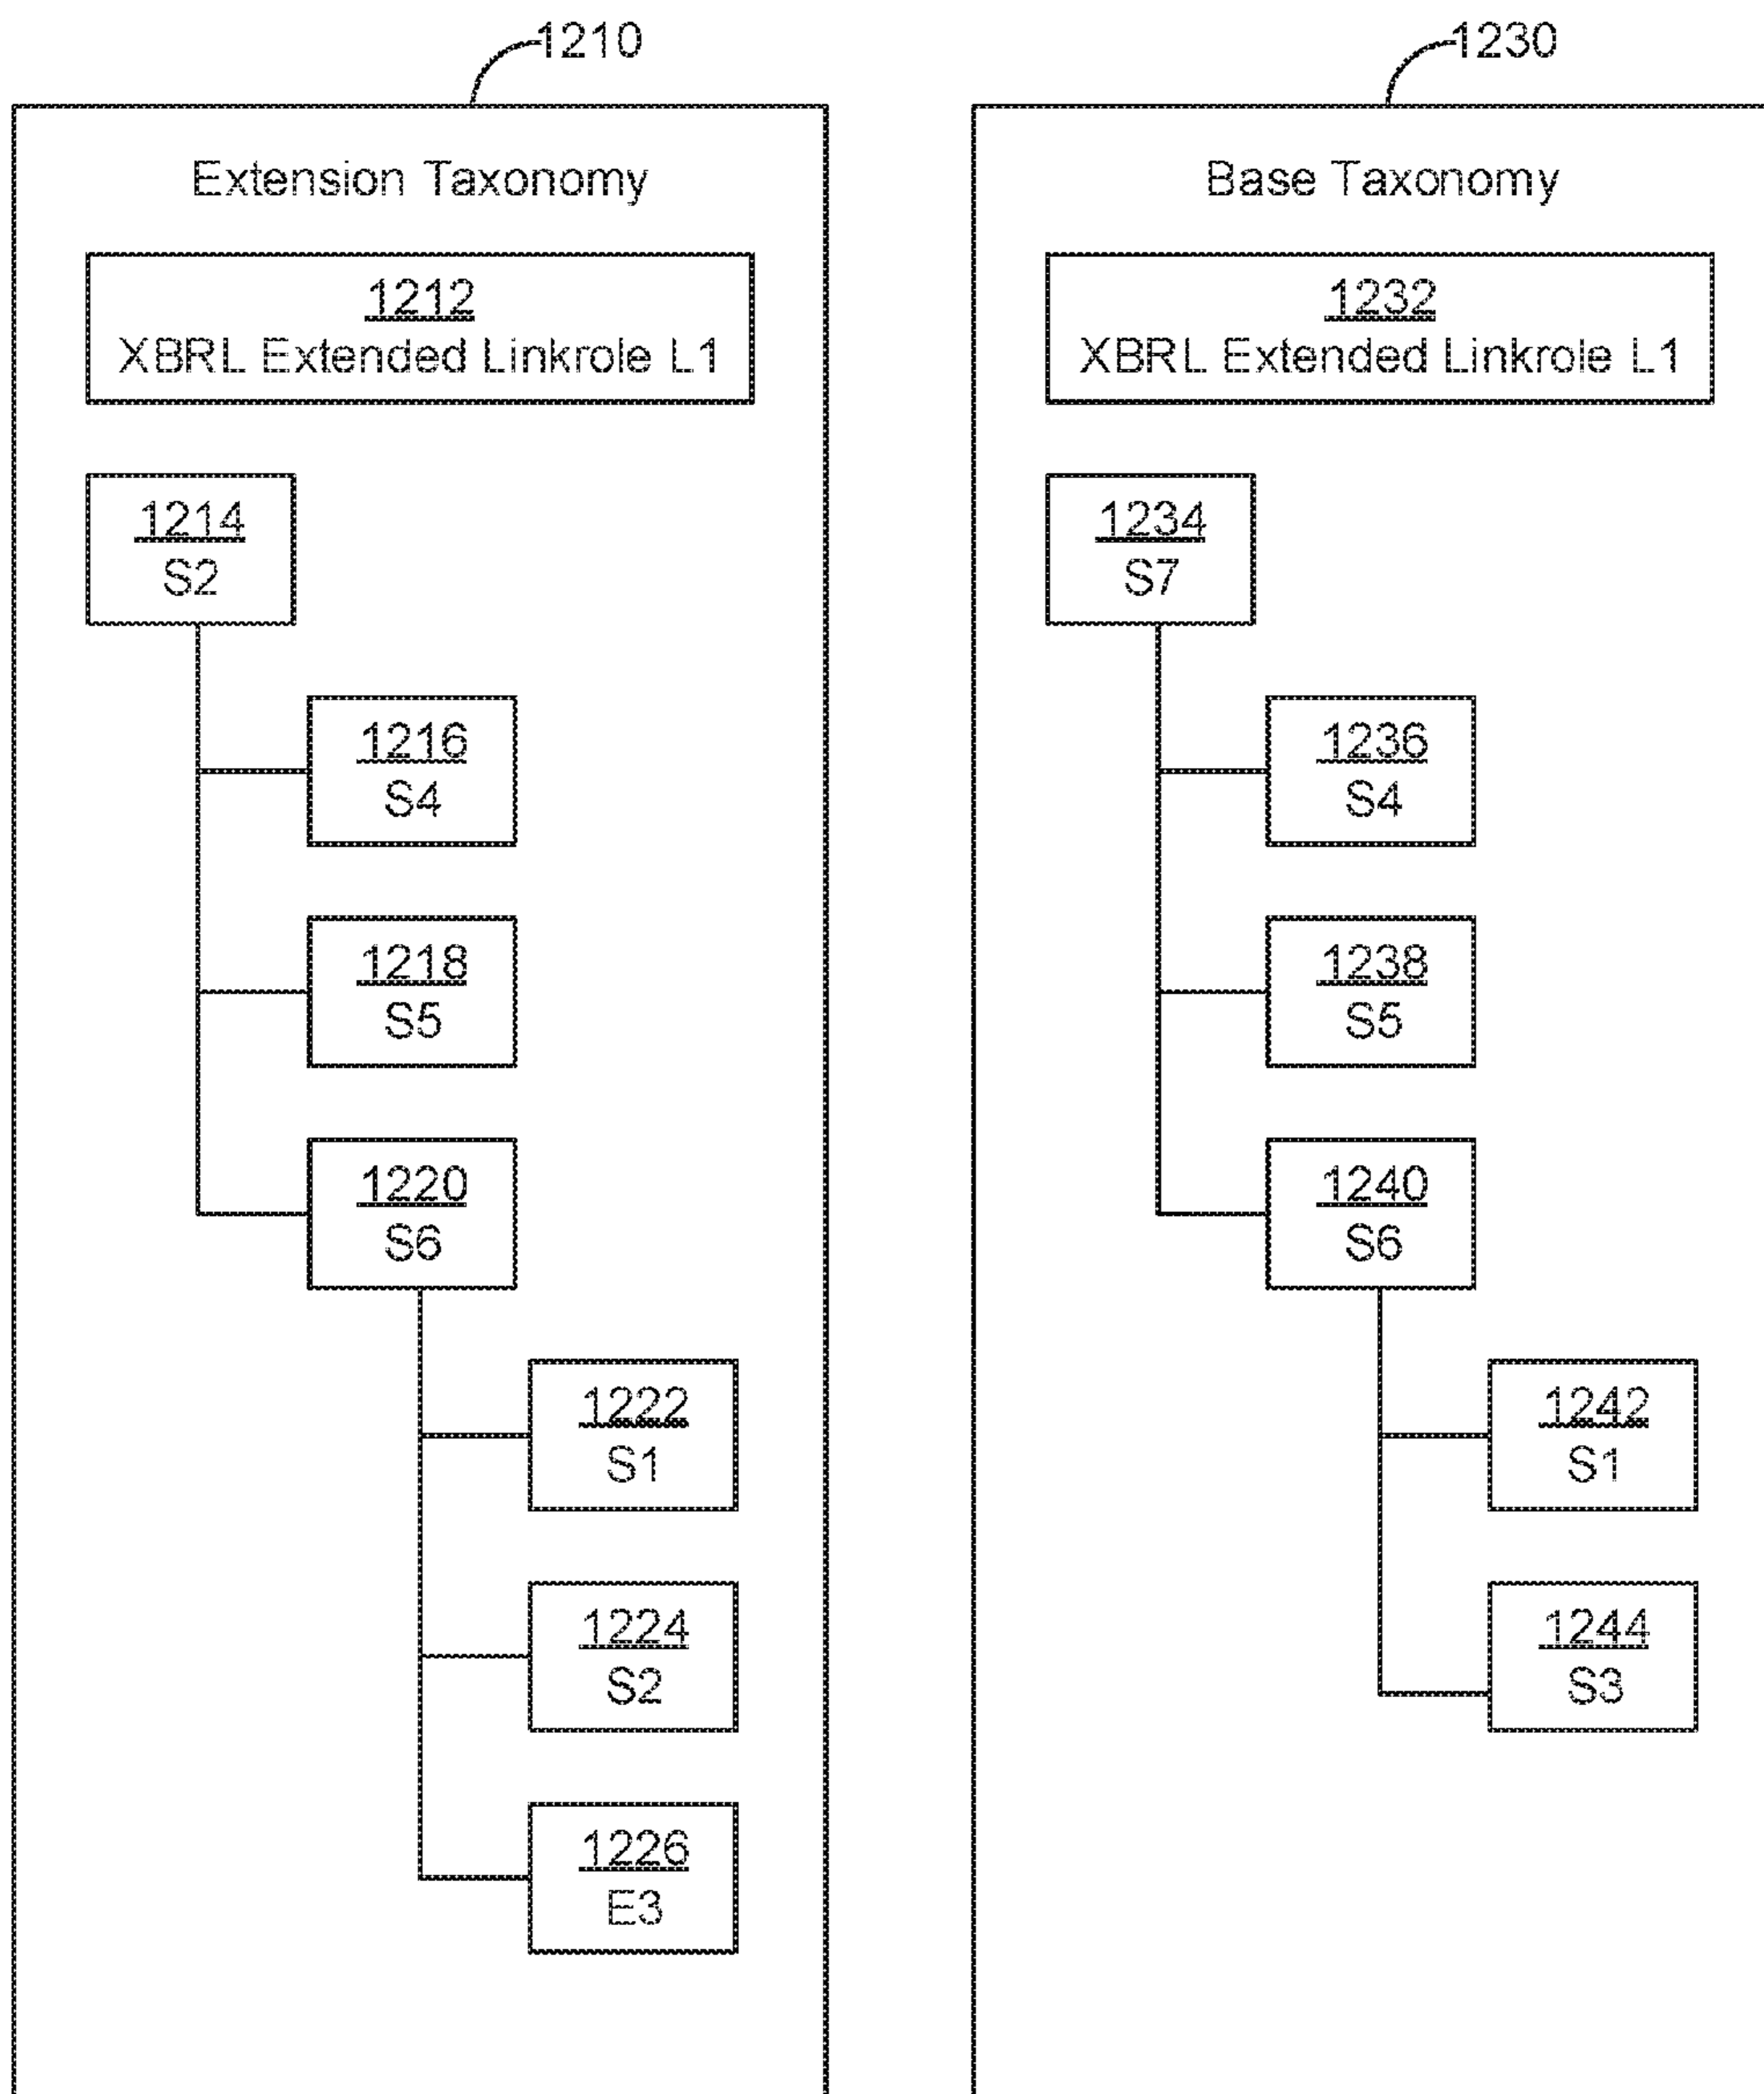 1210
Extension Taxonomy
1212
XBRL Extended Linkrole L1
1214
S2
1216
S4
1218
S5
1220
S6
1222
S1
1224
S2
1226
E3
1230
Base Taxonomy
1232
XBRL Extended Linkrole L1
1234
S7
1236
S4
1238
S5
1240
S6
1242
S1
1244
S3